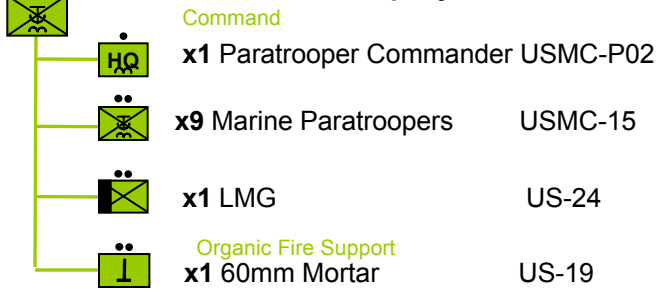 Command
HQ x1 Paratrooper Commander USMC-P02
x9 Marine Paratroopers USMC-15
x1 LMG US-24
Organic Fire Support
x1 60mm Mortar US-19